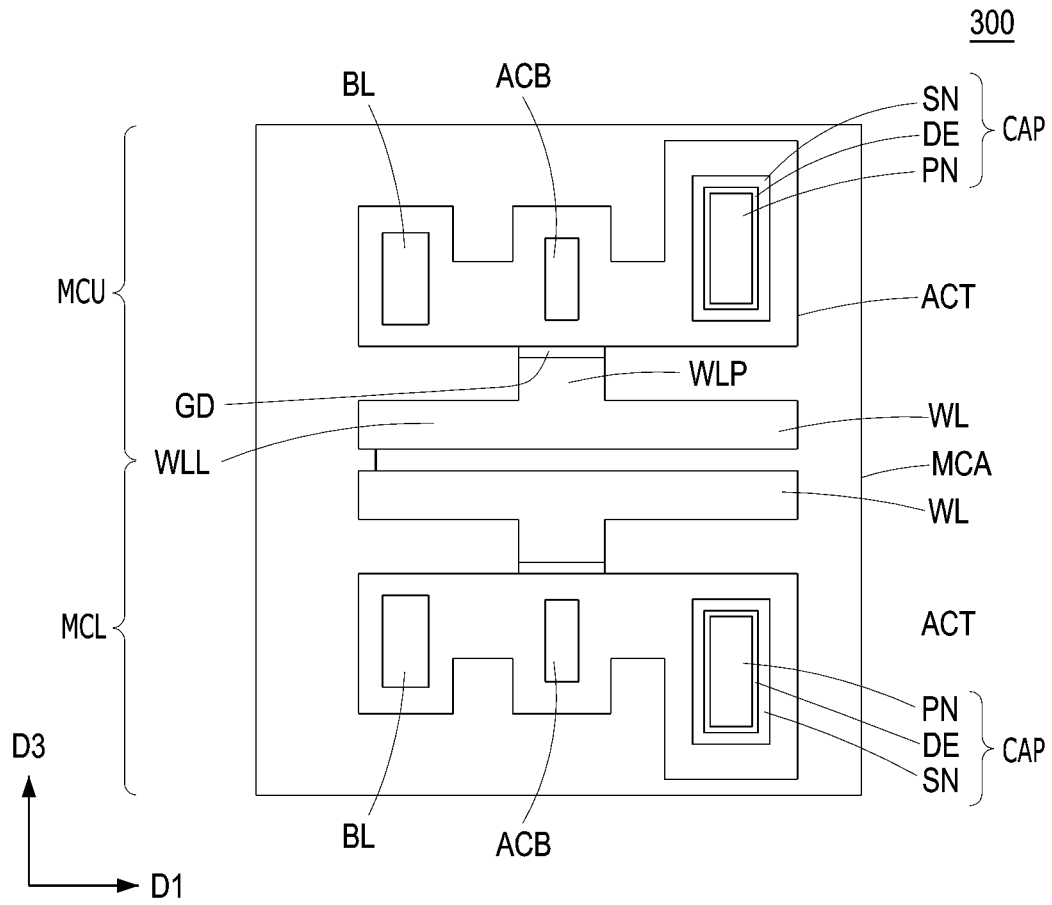 300
BL
ACB
SN
DE
PN
CAP
MCU
ACT
WLP
GD
WL
WLL
MCA
WL
MCL
ACT
PN
DE
SN
CAP
D3
BL
ACB
D1